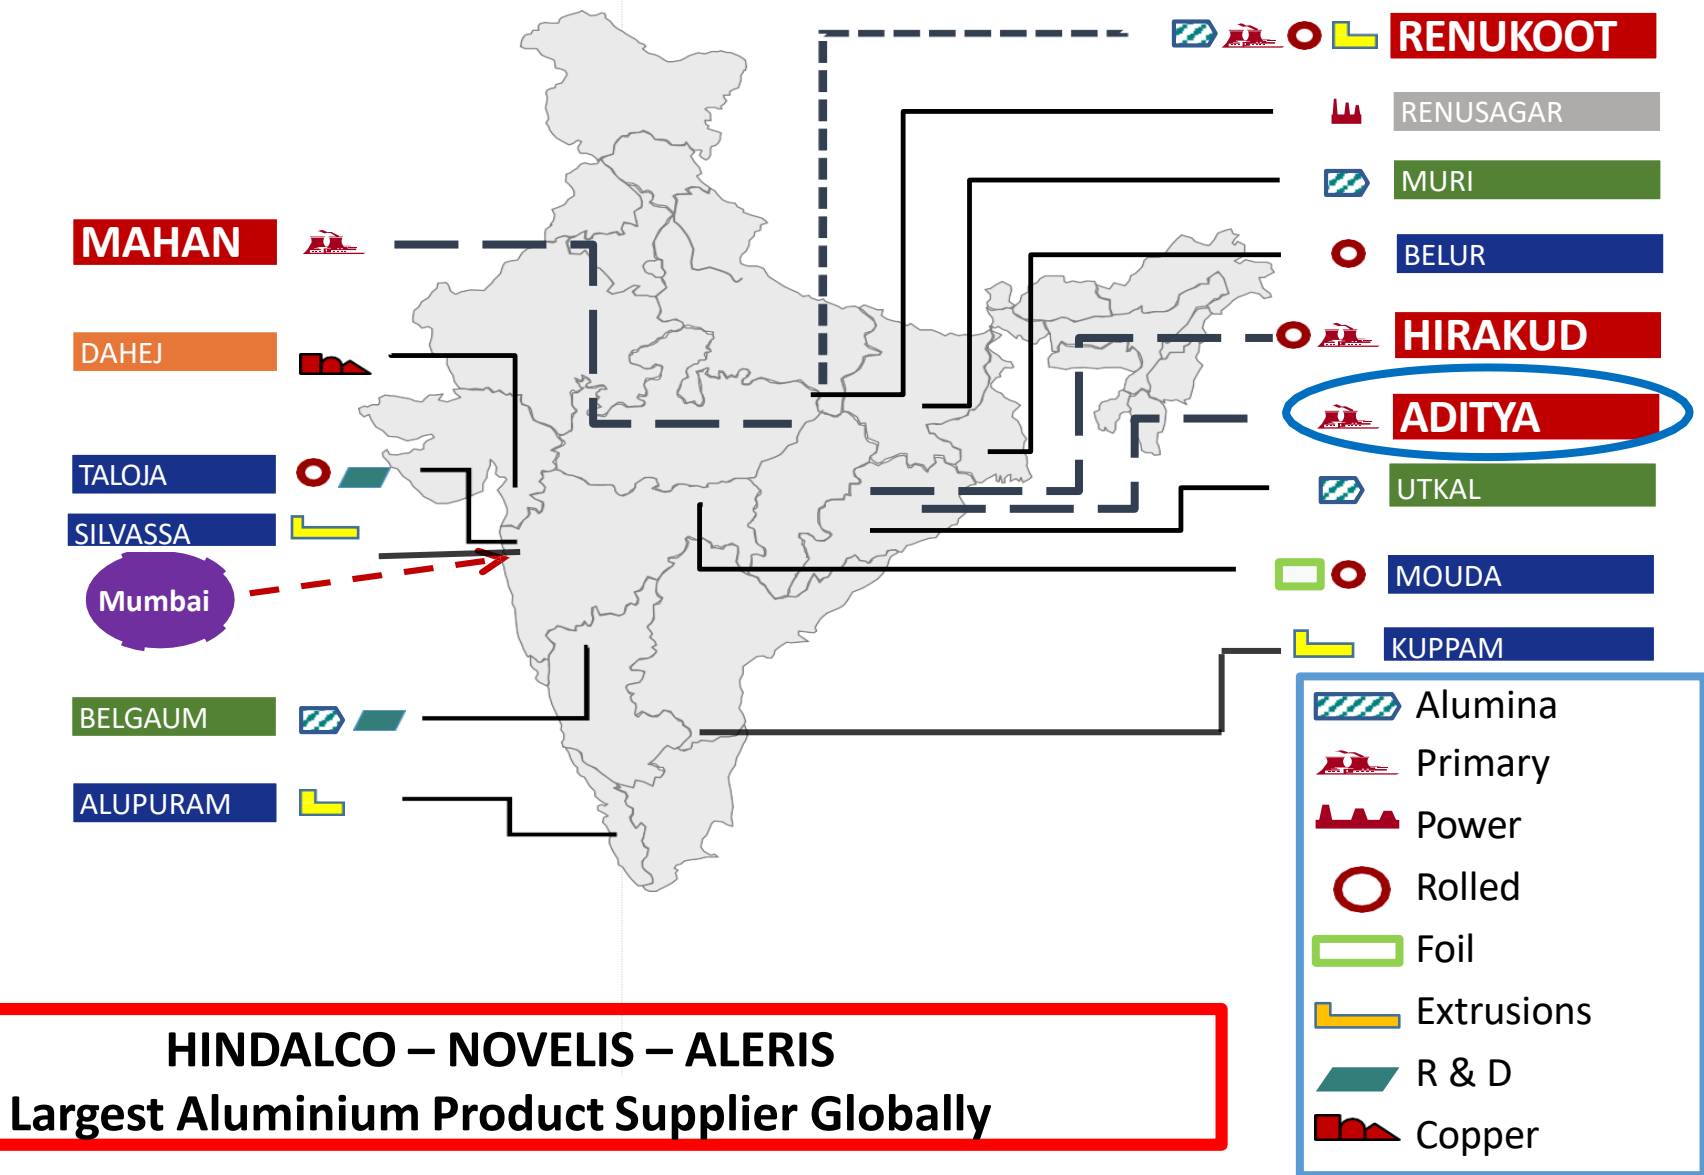 MAHAN
DAHEJ
TALOJA
SILVASSA
Mumbai
BELGAUM
ALUPURAM
RENUKOOT
RENUSAGAR
MURI
BELUR
HIRAKUD
ADITYA
UTKAL
MOUDA
KUPPAM
Alumina
Primary
Power
Rolled
Foil
Extrusions
R & D
Copper
HINDALCO – NOVELIS – ALERIS
Largest Aluminium Product Supplier Globally